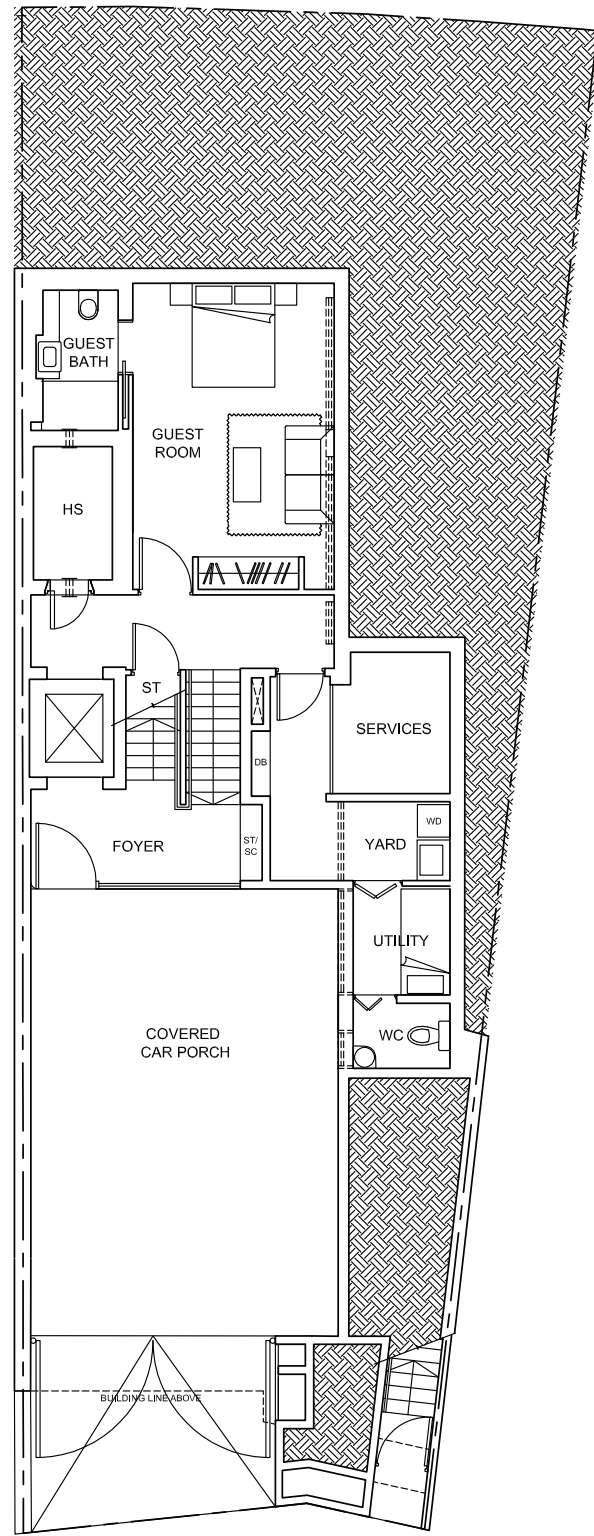 GUEST
BATH
GUEST
ROOM
HS
ST
SERVICES
DB
WD
FOYER
ST/
SC
YARD
UTILITY
COVERED
CAR PORCH
WC
BUILDING LINE ABOVE